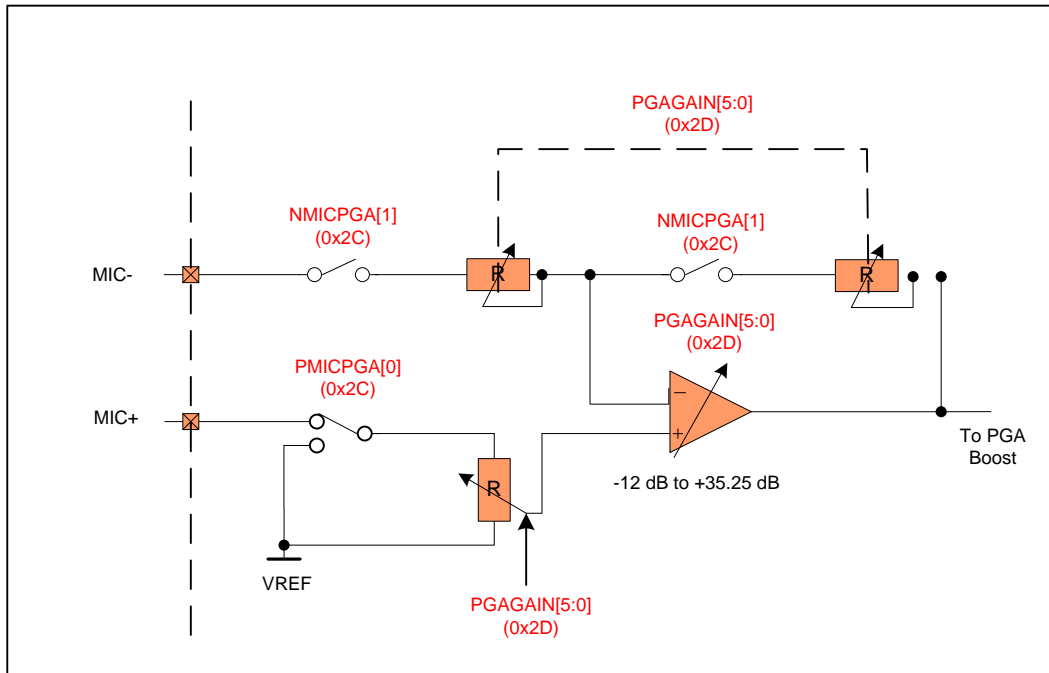 PGAGAIN[5:0]
(0x2D)
NMICPGA[1]
(0x2C)
NMICPGA[1]
(0x2C)
MIC-
R
R
PGAGAIN[5:0]
(0x2D)
PMICPGA[0]
(0x2C)
MIC+
−
+
To PGA
Boost
R
-12 dB to +35.25 dB
VREF
PGAGAIN[5:0]
(0x2D)